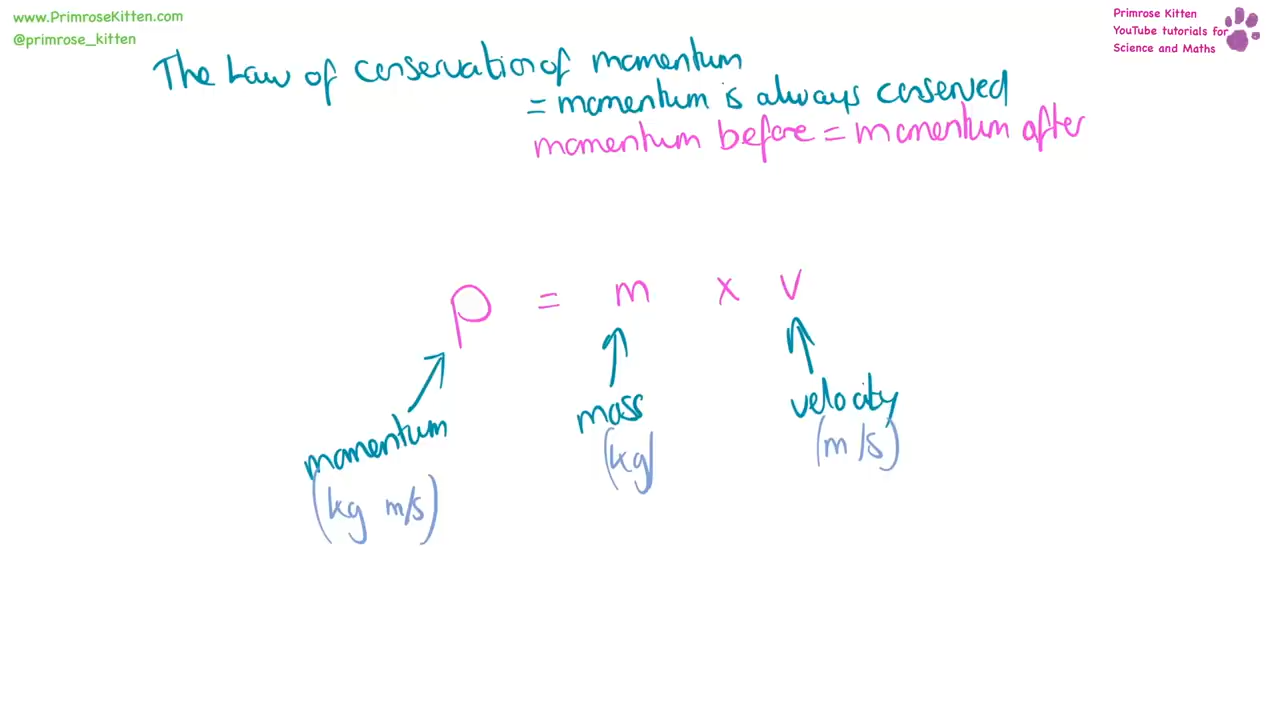 www.PrimroseKitten.com
@primrose_kitten
Primrose Kitten
YouTube tutorials for
Science and Maths
The Law of conservation of momentum
= momentum is always conserved
momentum before = momentum after
p = m x v
momentum
mass
velocity
(kg m/s)
(kg)
(m/s)